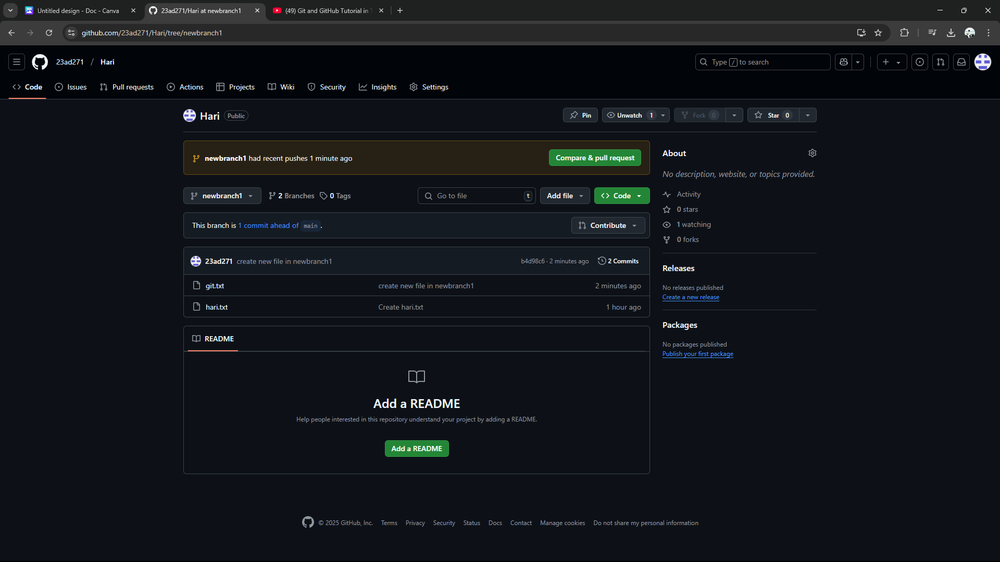 Untitled design - Doc - Canva
23ad271/Hari at newbranch1
(49) Git and GitHub Tutorial in
github.com/23ad271/Hari/tree/newbranch1
23ad271 / Hari
Type / to search
Code
Issues
Pull requests
Actions
Projects
Wiki
Security
Insights
Settings
Hari Public
Pin
Unwatch 1
Fork 0
Star 0
newbranch1 had recent pushes 1 minute ago
Compare & pull request
About
No description, website, or topics provided.
newbranch1
2 Branches
0 Tags
Go to file t
Add file
Code
Activity
0 stars
1 watching
0 forks
This branch is 1 commit ahead of main .
Contribute
23ad271 create new file in newbranch1
b4d98c6 · 2 minutes ago
2 Commits
git.txt create new file in newbranch1 2 minutes ago
hari.txt Create hari.txt 1 hour ago
Releases
No releases published
Create a new release
Packages
No packages published
Publish your first package
README
Add a README
Help people interested in this repository understand your project by adding a README.
Add a README
© 2025 GitHub, Inc. Terms Privacy Security Status Docs Contact Manage cookies Do not share my personal information